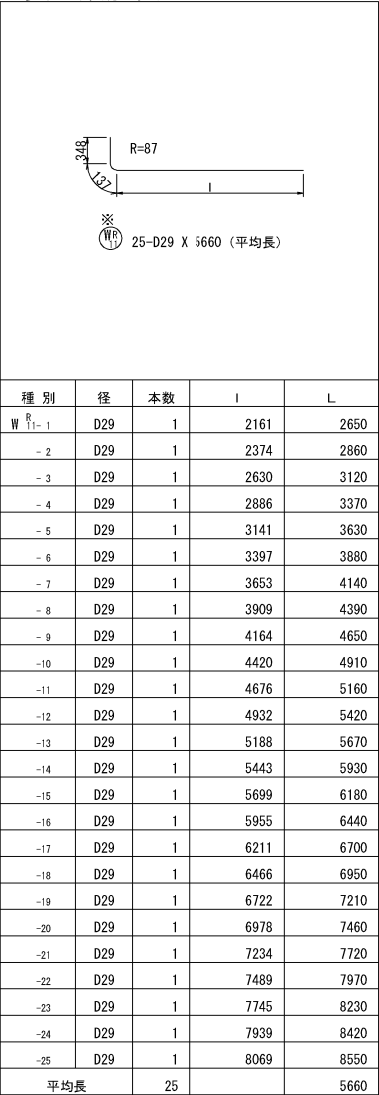 348
R=87
137
l
※
W R 11 25-D29 X 5660 (平均長)
種 別 径 本数 l L
W R 11- 1 D29 1 2161 2650
- 2 D29 1 2374 2860
- 3 D29 1 2630 3120
- 4 D29 1 2886 3370
- 5 D29 1 3141 3630
- 6 D29 1 3397 3880
- 7 D29 1 3653 4140
- 8 D29 1 3909 4390
- 9 D29 1 4164 4650
-10 D29 1 4420 4910
-11 D29 1 4676 5160
-12 D29 1 4932 5420
-13 D29 1 5188 5670
-14 D29 1 5443 5930
-15 D29 1 5699 6180
-16 D29 1 5955 6440
-17 D29 1 6211 6700
-18 D29 1 6466 6950
-19 D29 1 6722 7210
-20 D29 1 6978 7460
-21 D29 1 7234 7720
-22 D29 1 7489 7970
-23 D29 1 7745 8230
-24 D29 1 7939 8420
-25 D29 1 8069 8550
平均長 25 5660